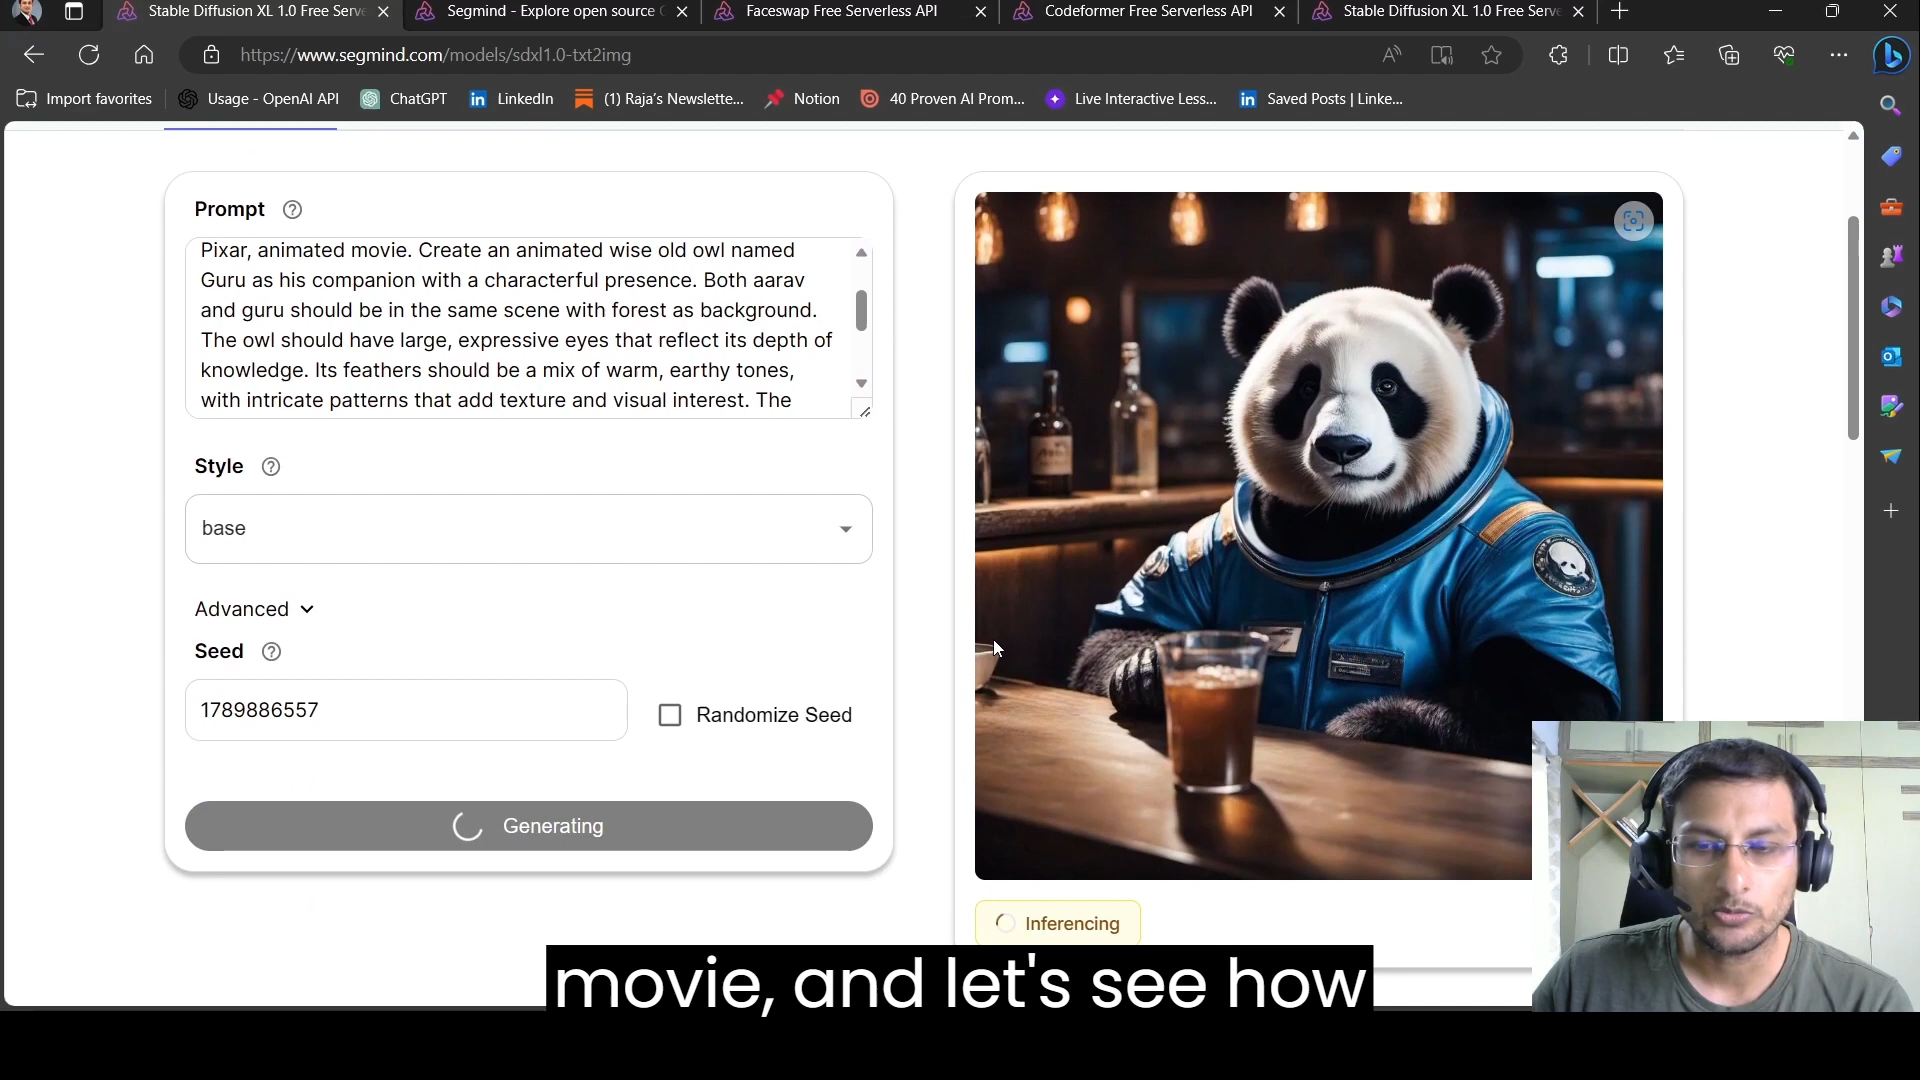 Stable Diffusion XL 1.0 Free Serve
Segmind - Explore open source
Faceswap Free Serverless API
Codeformer Free Serverless API
Stable Diffusion XL 1.0 Free Serve
https://www.segmind.com/models/sdxl1.0-txt2img
Import favorites
Usage - OpenAI API
ChatGPT
LinkedIn
(1) Raja's Newslette...
Notion
40 Proven AI Prom...
Live Interactive Less...
Saved Posts | Linke...
Prompt
Pixar, animated movie. Create an animated wise old owl named
Guru as his companion with a characterful presence. Both aarav
and guru should be in the same scene with forest as background.
The owl should have large, expressive eyes that reflect its depth of
knowledge. Its feathers should be a mix of warm, earthy tones,
with intricate patterns that add texture and visual interest. The
Style
base
Advanced
Seed
1789886557
Randomize Seed
Generating
Inferencing
movie, and let's see how